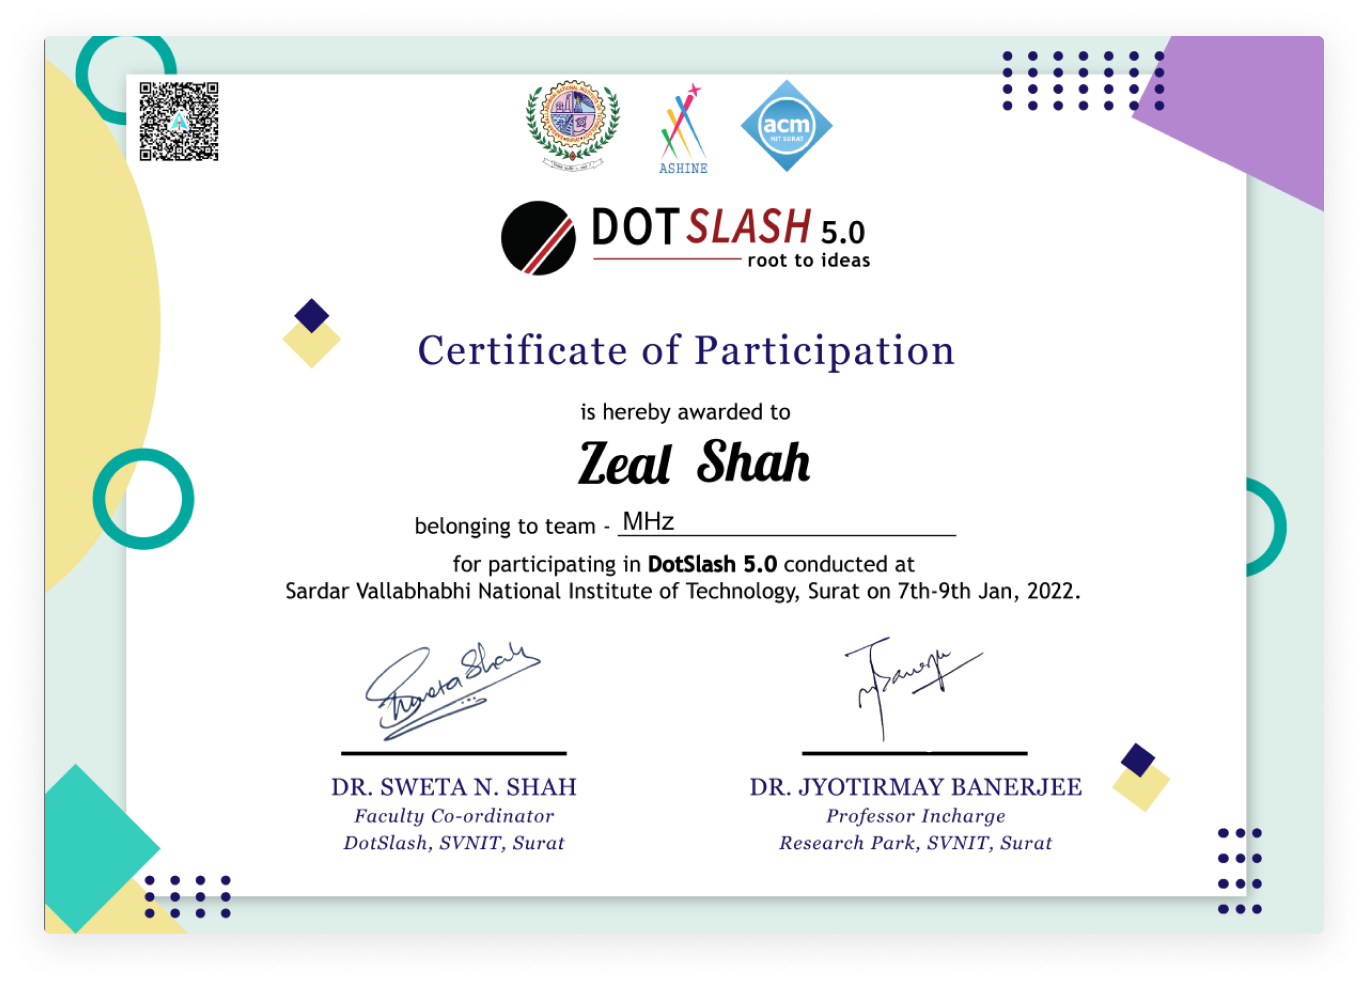 ASHINE
acm
NIT SURAT
DOT SLASH 5.0
root to ideas
Certificate of Participation
is hereby awarded to
Zeal Shah
belonging to team - MHz
for participating in DotSlash 5.0 conducted at
Sardar Vallabhabhi National Institute of Technology, Surat on 7th-9th Jan, 2022.
Sweta Shah
DR. SWETA N. SHAH
Faculty Co-ordinator
DotSlash, SVNIT, Surat
DR. JYOTIRMAY BANERJEE
Professor Incharge
Research Park, SVNIT, Surat